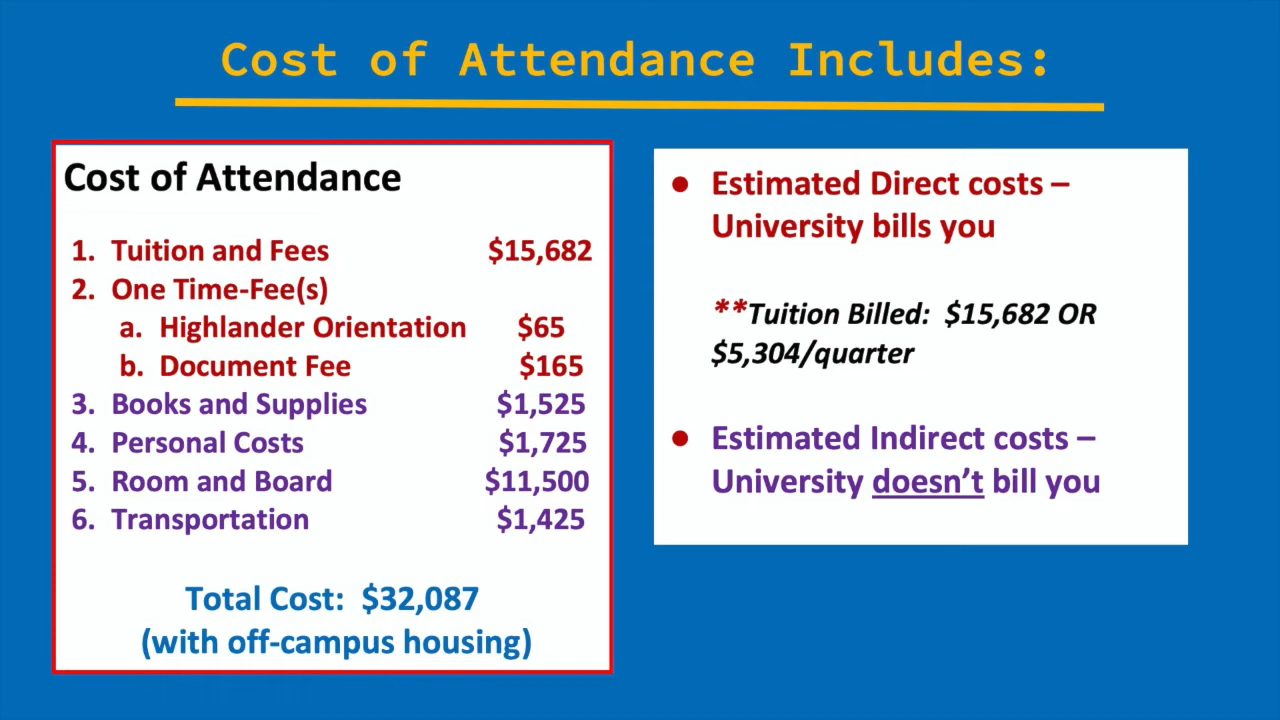 Cost of Attendance Includes:
Cost of Attendance
1. Tuition and Fees $15,682
2. One Time-Fee(s)
a. Highlander Orientation $65
b. Document Fee $165
3. Books and Supplies $1,525
4. Personal Costs $1,725
5. Room and Board $11,500
6. Transportation $1,425
Total Cost: $32,087
(with off-campus housing)
● Estimated Direct costs –
University bills you
**Tuition Billed: $15,682 OR
$5,304/quarter
● Estimated Indirect costs –
University doesn't bill you